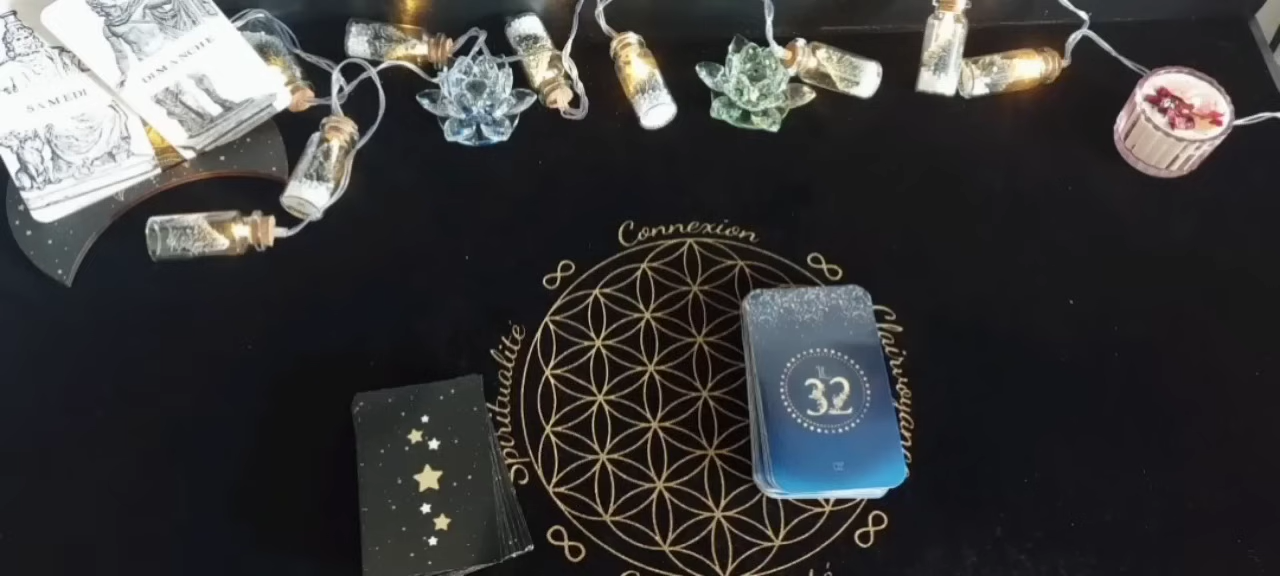 SAMEDI
DIMANCHE
Connexion
Spiritualité
Clairvoyance
32